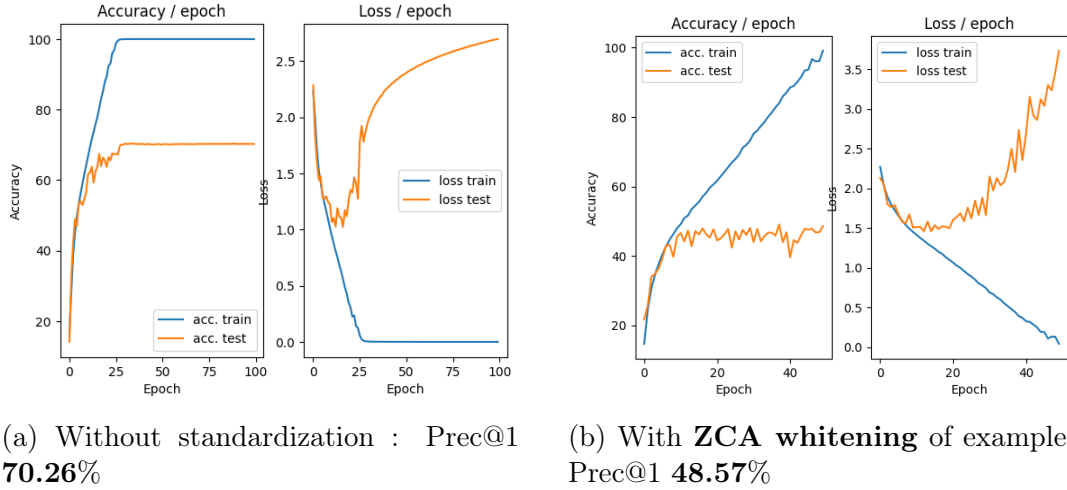 Accuracy / epoch
Accuracy
100
80
60
40
20
0
25
50
75
100
Epoch
acc. train
acc. test
Loss / epoch
Loss
2.5
2.0
1.5
1.0
0.5
0.0
0
25
50
75
100
Epoch
loss train
loss test
(a) Without standardization : Prec@1
70.26%
Accuracy / epoch
Accuracy
100
80
60
40
20
0
20
40
Epoch
acc. train
acc. test
Loss / epoch
Loss
3.5
3.0
2.5
2.0
1.5
1.0
0.5
0.0
0
20
40
Epoch
loss train
loss test
(b) With ZCA whitening of example
Prec@1 48.57%